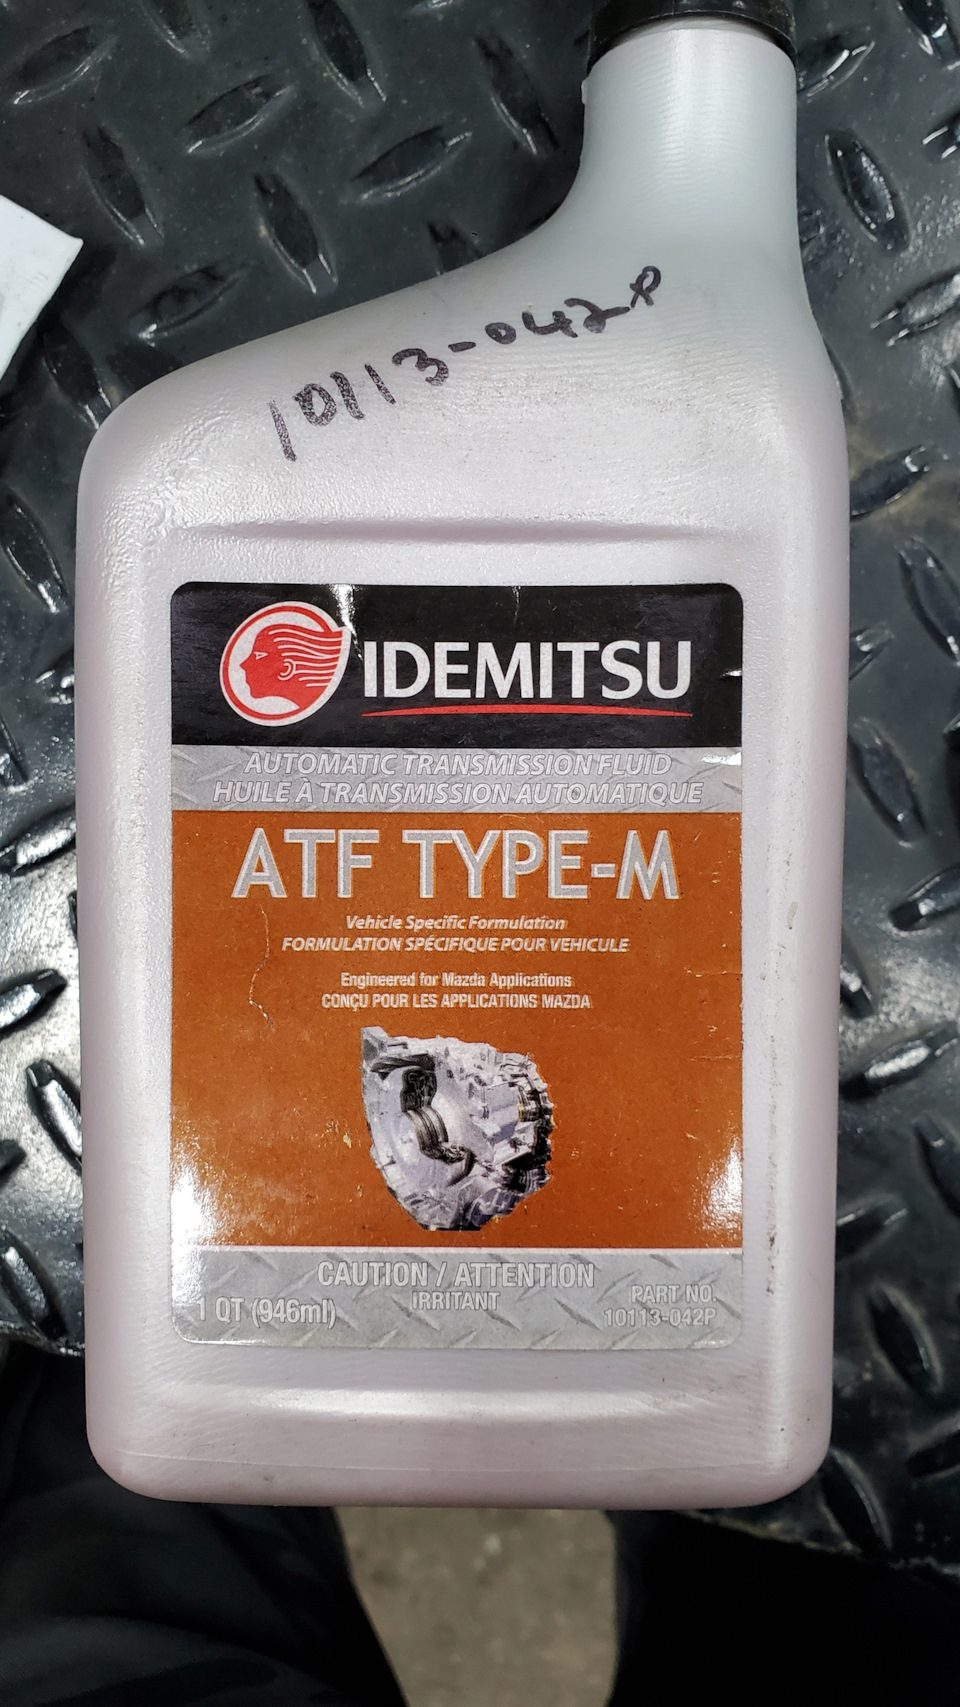 10113-042P
IDEMITSU
AUTOMATIC TRANSMISSION FLUID
HUILE À TRANSMISSION AUTOMATIQUE
ATF TYPE-M
Vehicle Specific Formulation
FORMULATION SPÉCIFIQUE POUR VEHICULE
Engineered for Mazda Applications
CONÇU POUR LES APPLICATIONS MAZDA
CAUTION / ATTENTION
IRRITANT
1 QT (946ml)
PART NO.
10113-042P